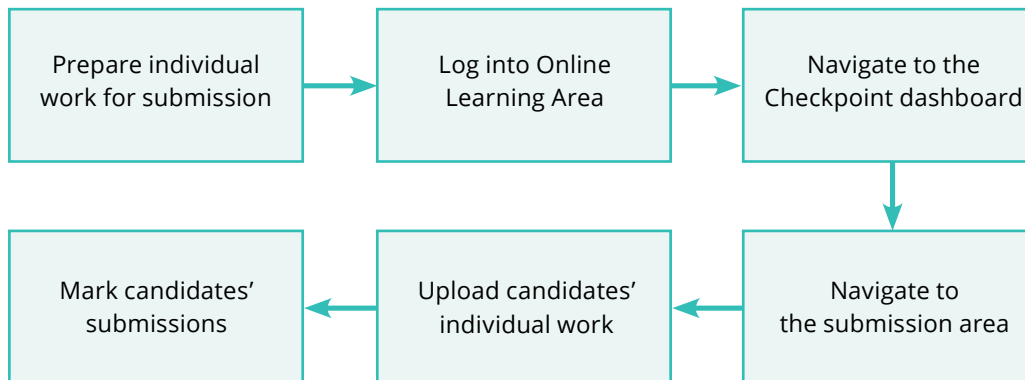 Prepare individual
work for submission
Log into Online
Learning Area
Navigate to the
Checkpoint dashboard
Navigate to
the submission area
Upload candidates’
individual work
Mark candidates’
submissions